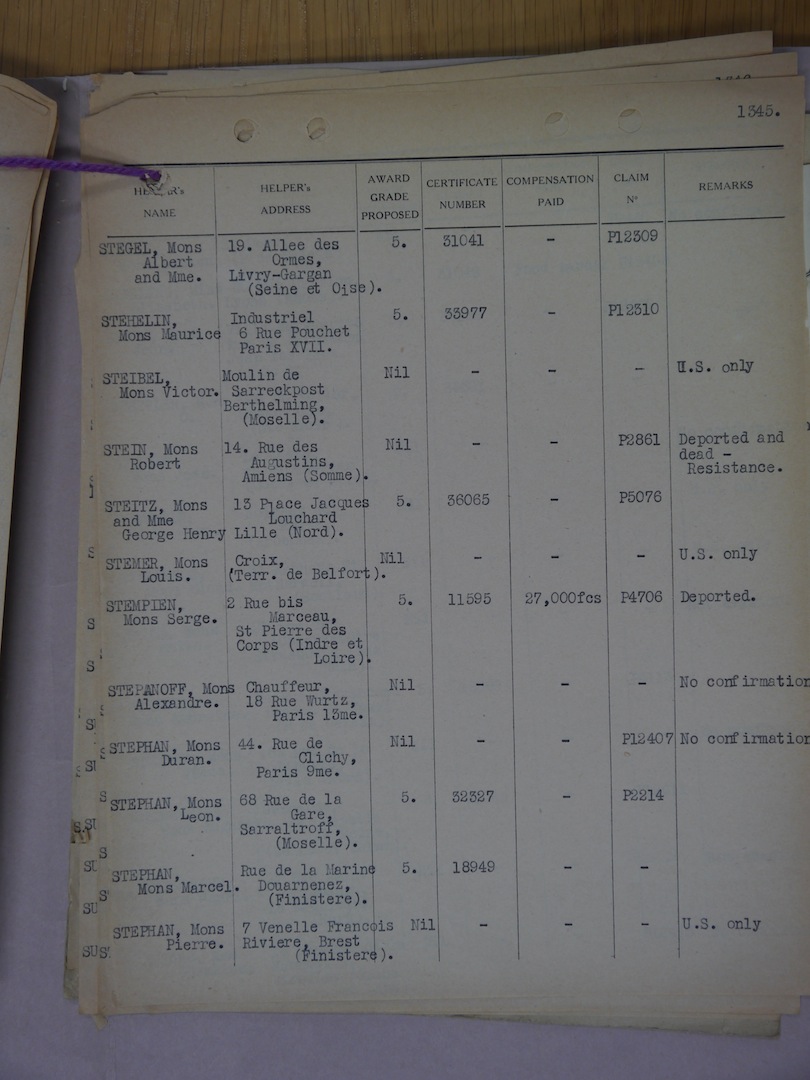 1345.
HELPER's NAME
HELPER's ADDRESS
AWARD GRADE PROPOSED
CERTIFICATE NUMBER
COMPENSATION PAID
CLAIM Nº
REMARKS
STEGEL, Mons 19. Allee des 5. 31041 - P12309
Albert Ormes,
and Mme. Livry-Gargan
(Seine et Oise).
STEHELIN, Industriel 5. 33977 - P12310
Mons Maurice 6 Rue Pouchet
Paris XVII.
STEIBEL, Moulin de Nil - - - U.S. only
Mons Victor. Sarreckpost
Berthelming,
(Moselle).
STEIN, Mons 14. Rue des Nil - - P2861 Deported and
Robert Augustins, dead -
Amiens (Somme). Resistance.
STEITZ, Mons 13 Place Jacques 5. 36065 - P5076
and Mme Louchard
George Henry Lille (Nord).
STEMER, Mons Croix, Nil - - - U.S. only
Louis. (Terr. de Belfort).
STEMPIEN, 2 Rue bis 5. 11595 27,000fcs P4706 Deported.
Mons Serge. Marceau,
St Pierre des
Corps (Indre et
Loire).
STEPANOFF, Mons Chauffeur, Nil - - - No confirmation
Alexandre. 18 Rue Wurtz,
Paris 13me.
STEPHAN, Mons 44. Rue de Nil - - P12407 No confirmation
Duran. Clichy,
Paris 9me.
STEPHAN, Mons 68 Rue de la 5. 32327 - P2214
Leon. Gare,
Sarraltroff,
(Moselle).
STEPHAN, Rue de la Marine 5. 18949 - -
Mons Marcel. Douarnenez,
(Finistere).
STEPHAN, Mons 7 Venelle Francois Nil - - - U.S. only
Pierre. Riviere, Brest
(Finistere).